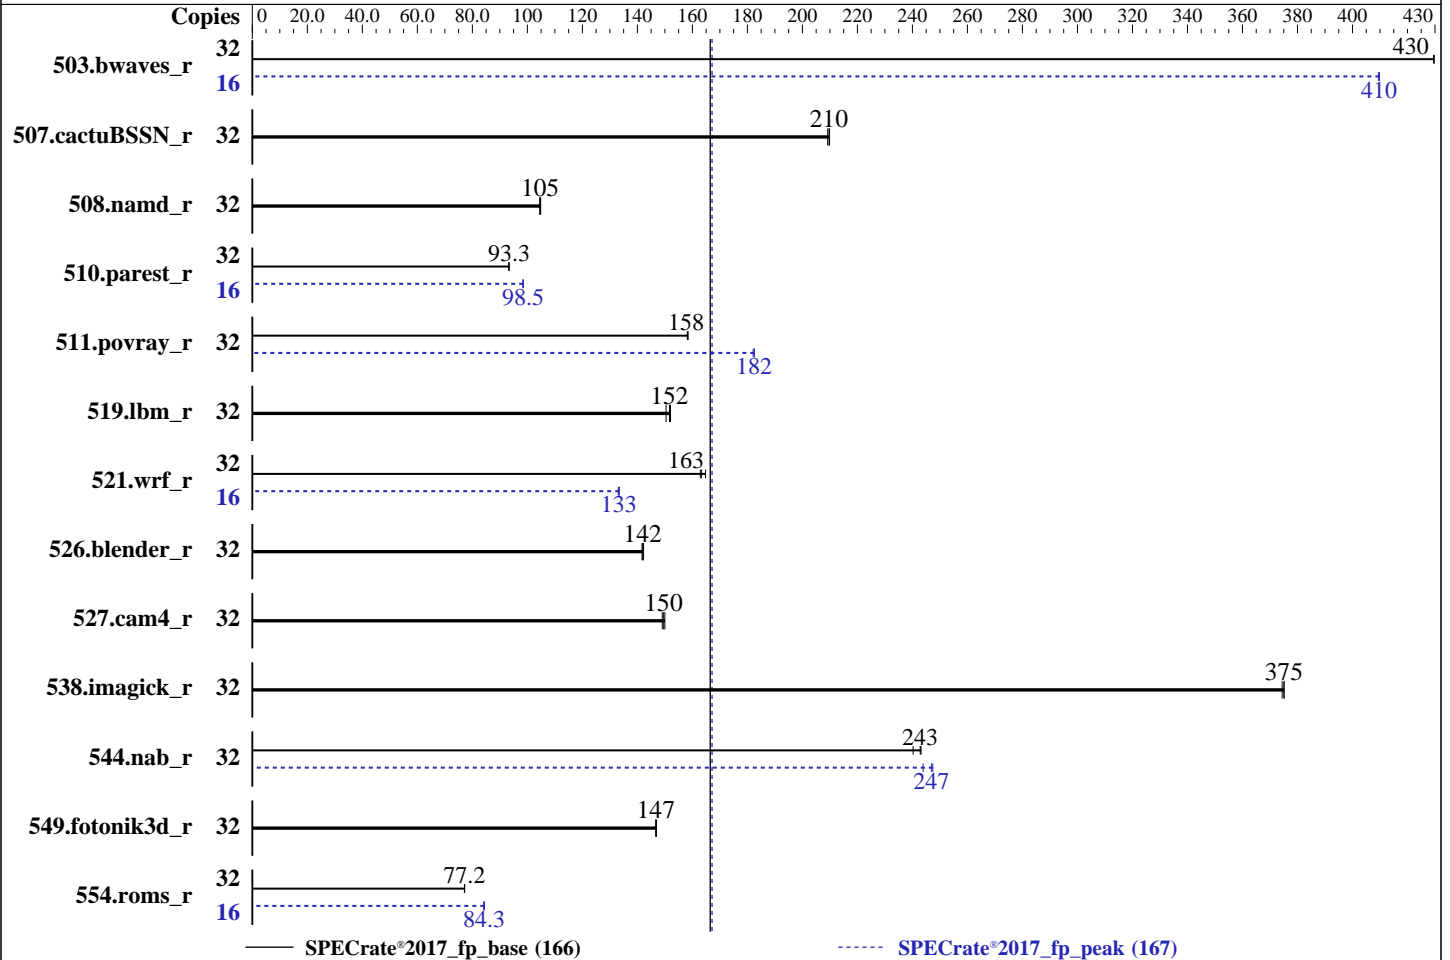 Copies 0 20.0 40.0 60.0 80.0 100 120 140 160 180 200 220 240 260 280 300 320 340 360 380 400 430
503.bwaves_r 32 430
16 410
507.cactuBSSN_r 32 210
508.namd_r 32 105
510.parest_r 32 93.3
16 98.5
511.povray_r 32 158
182
519.lbm_r 32 152
521.wrf_r 32 163
16 133
526.blender_r 32 142
527.cam4_r 32 150
538.imagick_r 32 375
544.nab_r 32 243
247
549.fotonik3d_r 32 147
554.roms_r 32 77.2
16 84.3
SPECrate®2017_fp_base (166) SPECrate®2017_fp_peak (167)